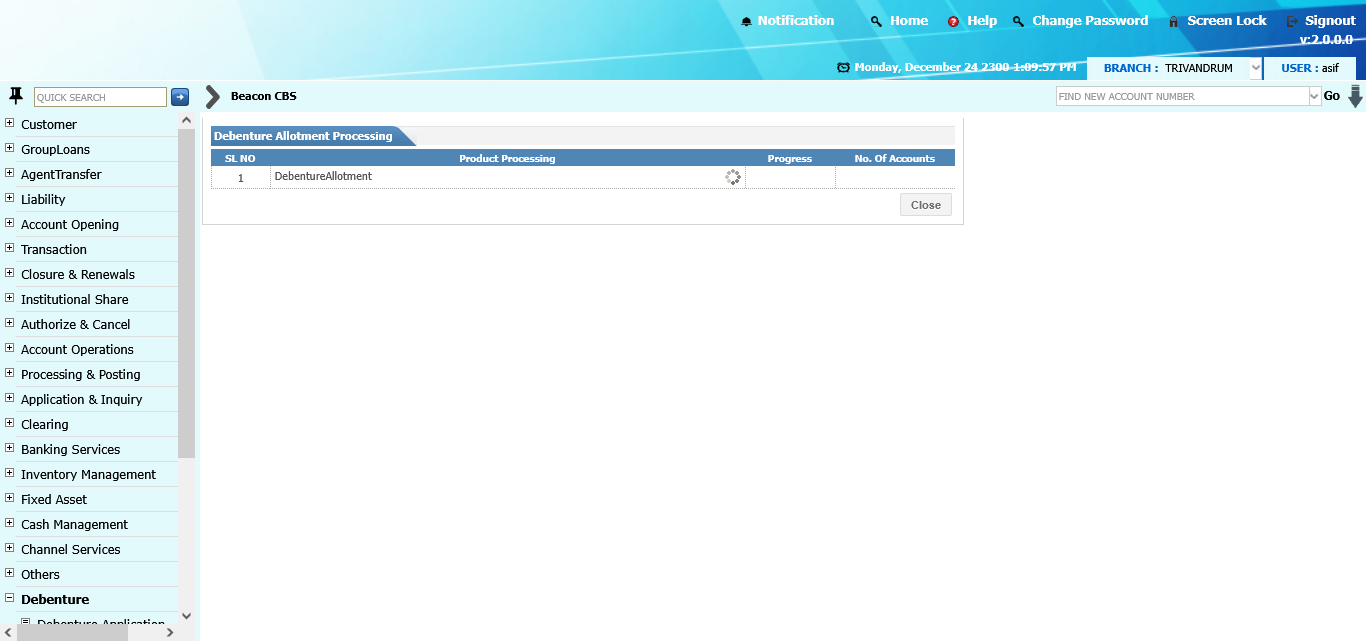 Notification Home Help Change Password Screen Lock Signout
v:2.0.0.0
Monday, December 24 2300 1:09:57 PM BRANCH : TRIVANDRUM USER : asif
QUICK SEARCH Beacon CBS FIND NEW ACCOUNT NUMBER Go
Customer
GroupLoans
AgentTransfer
Liability
Account Opening
Transaction
Closure & Renewals
Institutional Share
Authorize & Cancel
Account Operations
Processing & Posting
Application & Inquiry
Clearing
Banking Services
Inventory Management
Fixed Asset
Cash Management
Channel Services
Others
Debenture
Debenture Application
Debenture Allotment Processing
SL NO Product Processing Progress No. Of Accounts
1 DebentureAllotment
Close